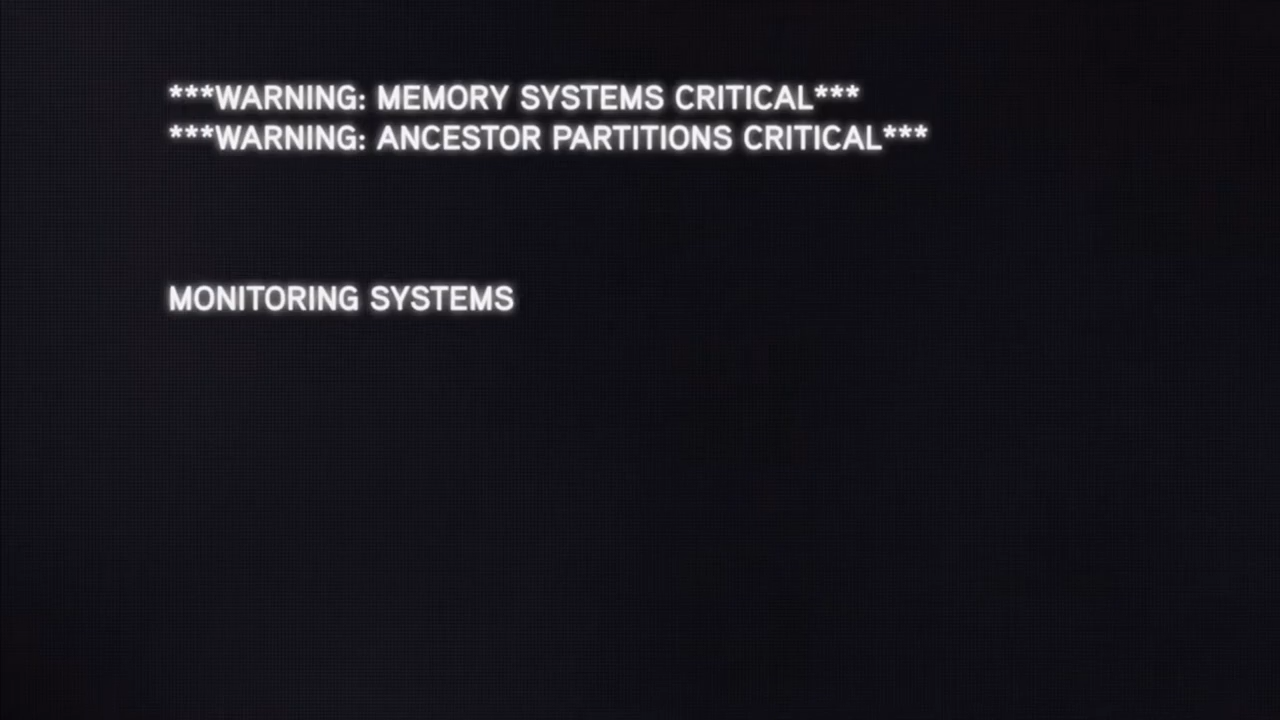 ***WARNING: MEMORY SYSTEMS CRITICAL***
***WARNING: ANCESTOR PARTITIONS CRITICAL***
MONITORING SYSTEMS